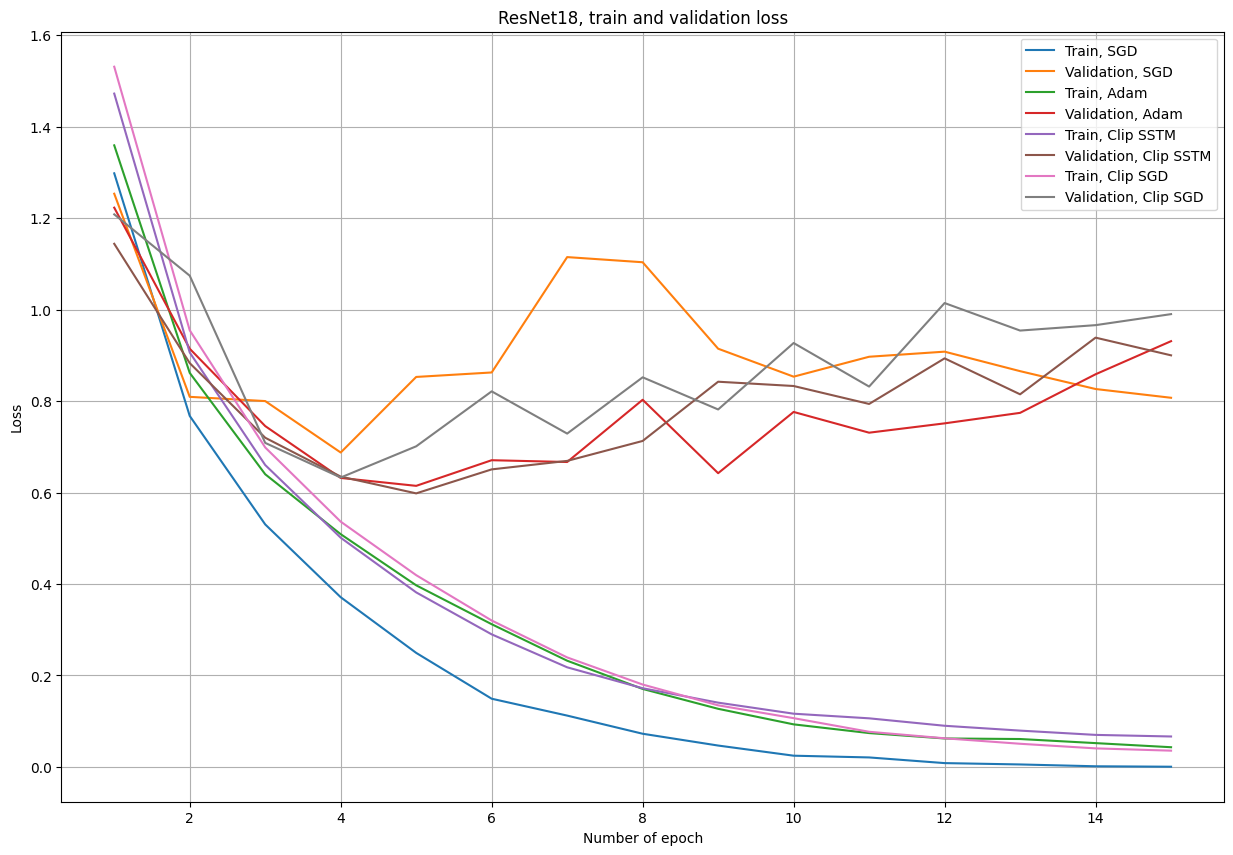 ResNet18, train and validation loss
Train, SGD
Validation, SGD
Train, Adam
Validation, Adam
Train, Clip SSTM
Validation, Clip SSTM
Train, Clip SGD
Validation, Clip SGD
Loss
1.6
1.4
1.2
1.0
0.8
0.6
0.4
0.2
0.0
2 4 6 8 10 12 14
Number of epoch